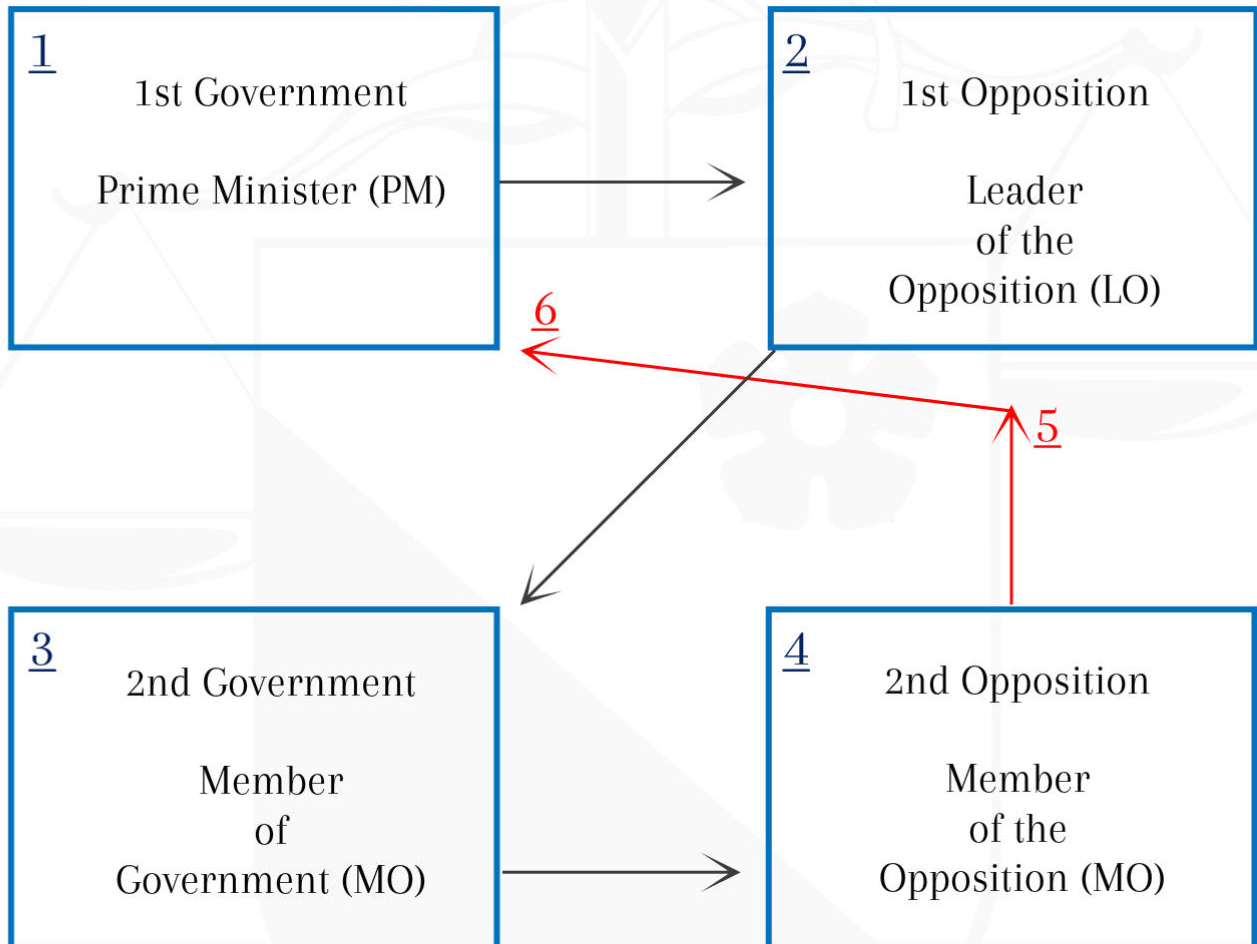 1
1st Government
Prime Minister (PM)
2
1st Opposition
Leader
of the
Opposition (LO)
6
5
3
2nd Government
Member
of
Government (MO)
4
2nd Opposition
Member
of the
Opposition (MO)